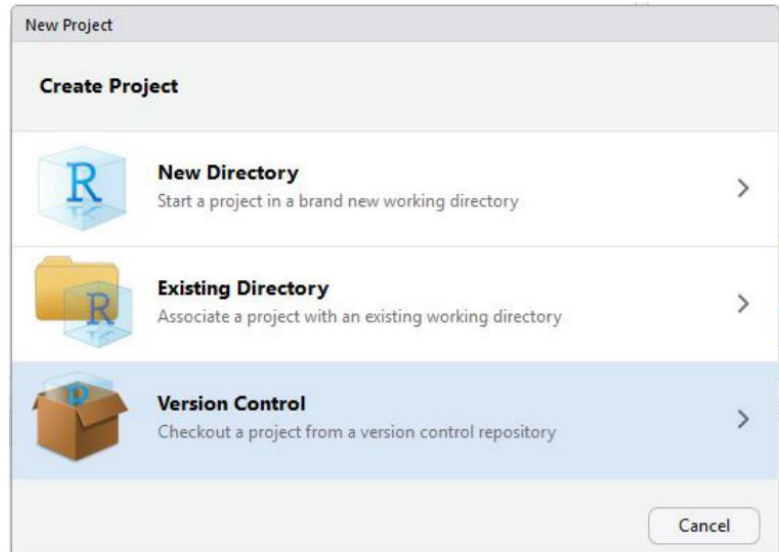 New Project
Create Project
R
New Directory
Start a project in a brand new working directory
R
Existing Directory
Associate a project with an existing working directory
Version Control
Checkout a project from a version control repository
Cancel